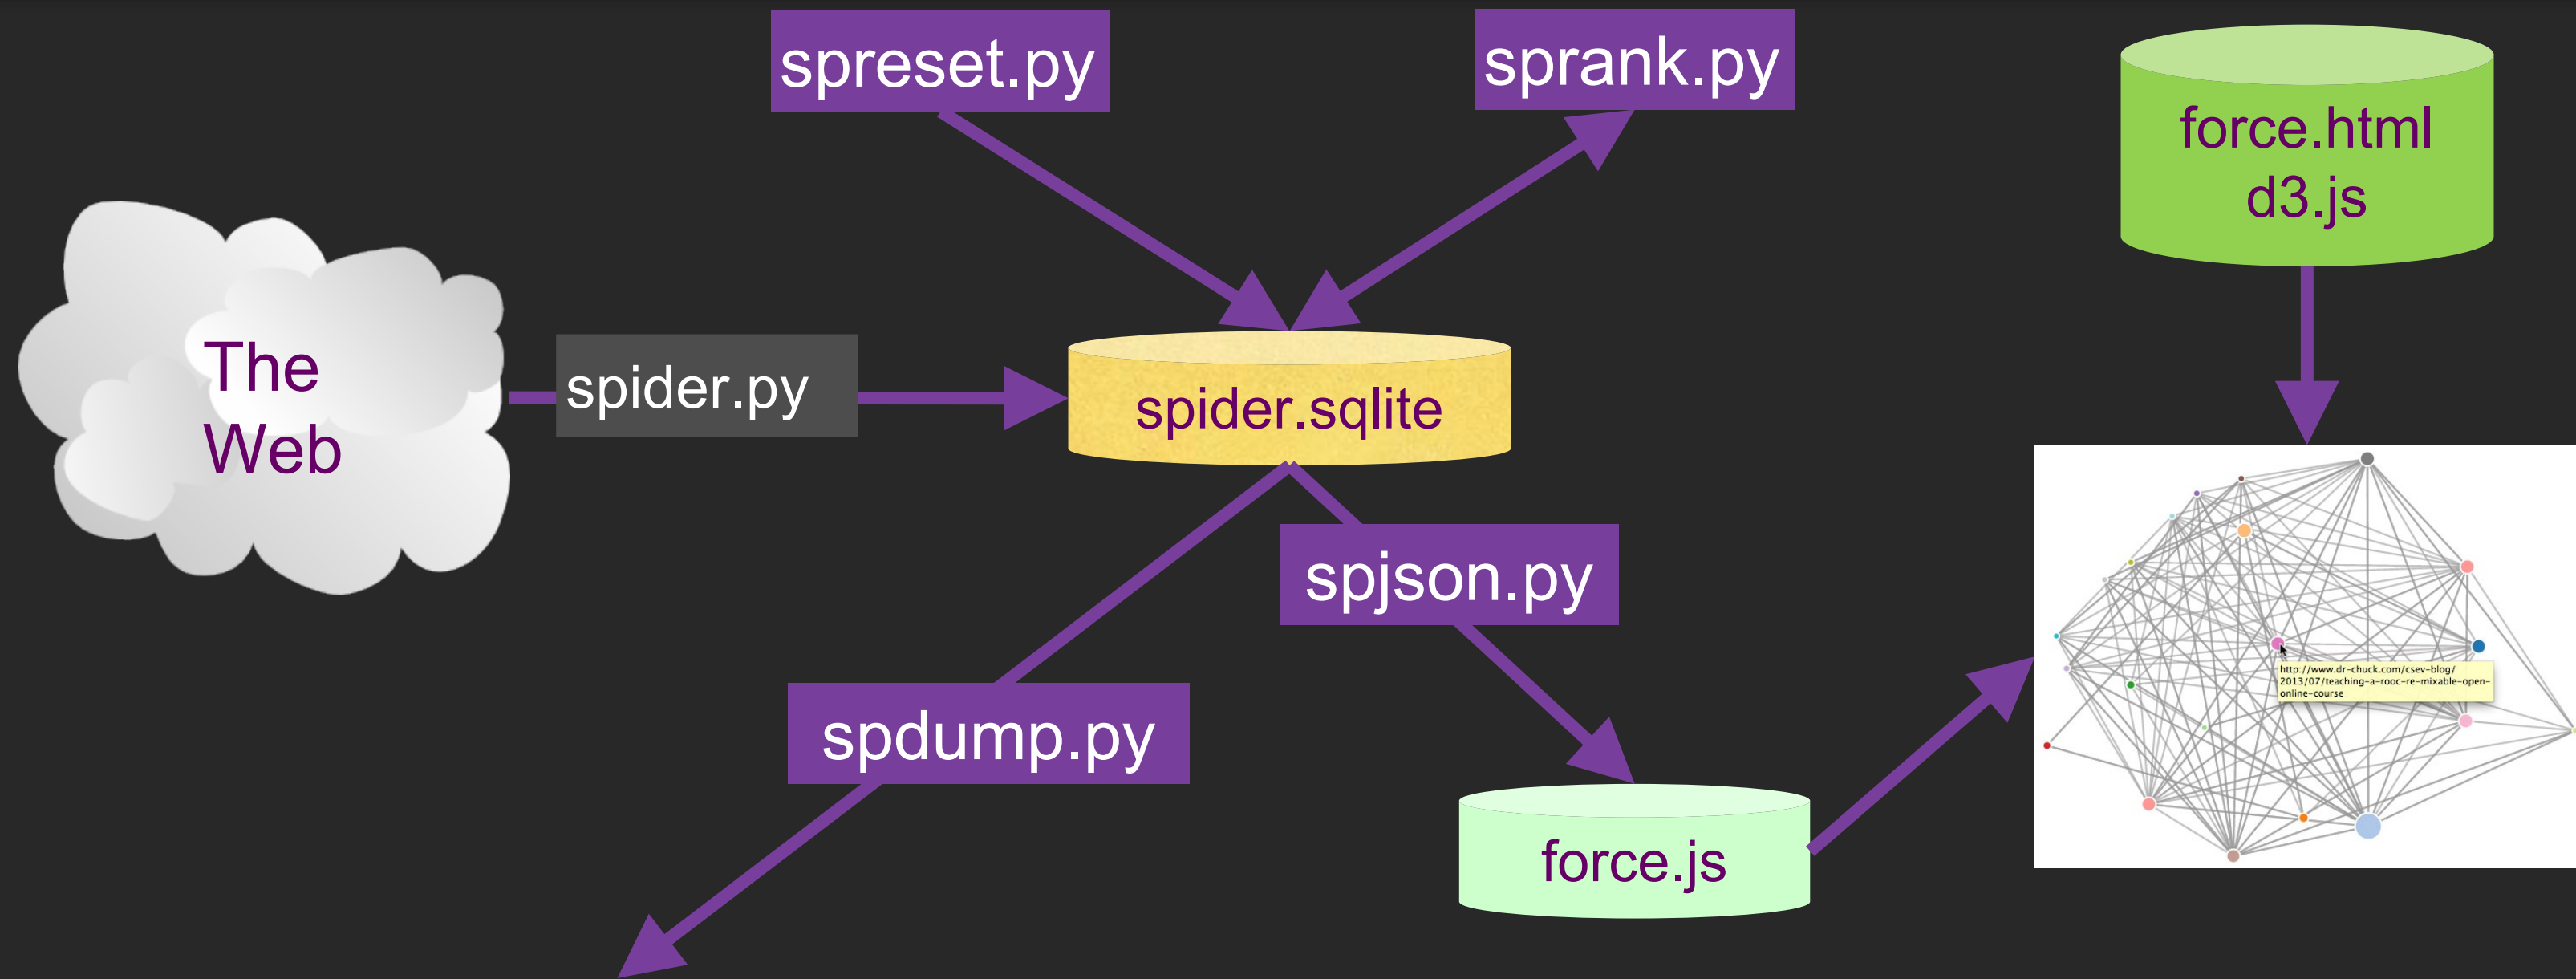 spreset.py
sprank.py
force.html
d3.js
The
Web
spider.py
spider.sqlite
spjson.py
http://www.dr-chuck.com/csev-blog/
2013/07/teaching-a-rooc-re-mixable-open-
online-course
spdump.py
force.js